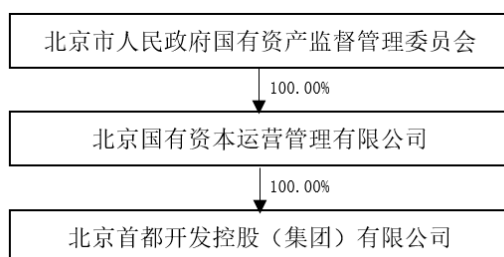 北京市人民政府国有资产监督管理委员会
100.00%
北京国有资本运营管理有限公司
100.00%
北京首都开发控股（集团）有限公司